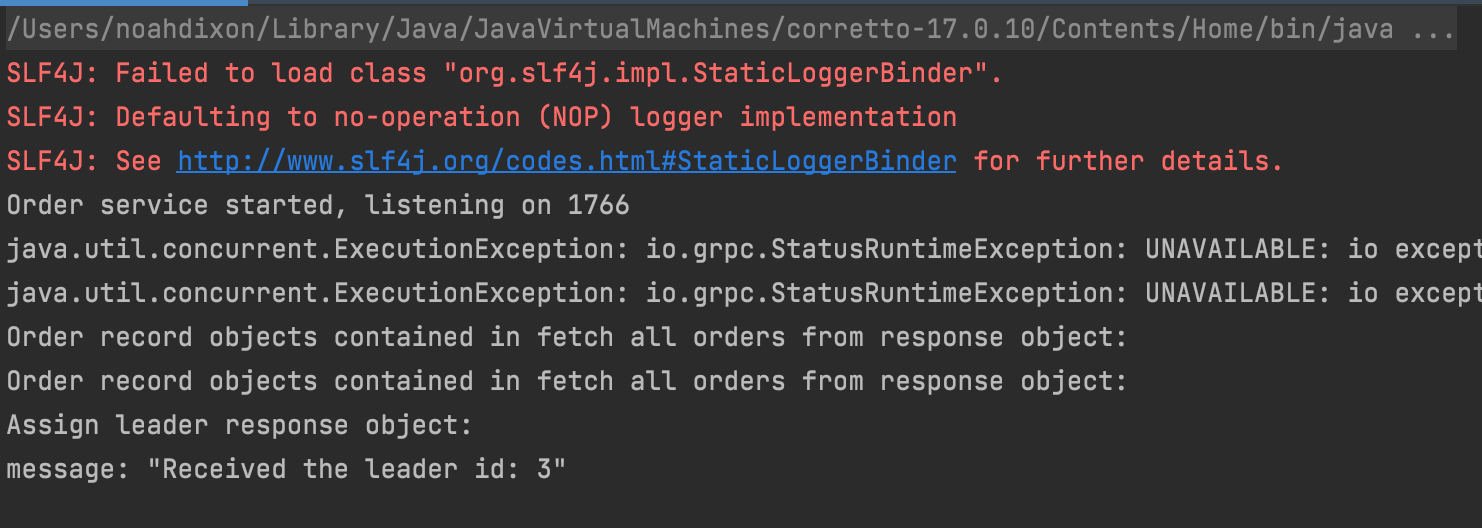 /Users/noahdixon/Library/Java/JavaVirtualMachines/corretto-17.0.10/Contents/Home/bin/java ...
SLF4J: Failed to load class "org.slf4j.impl.StaticLoggerBinder".
SLF4J: Defaulting to no-operation (NOP) logger implementation
SLF4J: See http://www.slf4j.org/codes.html#StaticLoggerBinder for further details.
Order service started, listening on 1766
java.util.concurrent.ExecutionException: io.grpc.StatusRuntimeException: UNAVAILABLE: io except
java.util.concurrent.ExecutionException: io.grpc.StatusRuntimeException: UNAVAILABLE: io except
Order record objects contained in fetch all orders from response object:
Order record objects contained in fetch all orders from response object:
Assign leader response object:
message: "Received the leader id: 3"